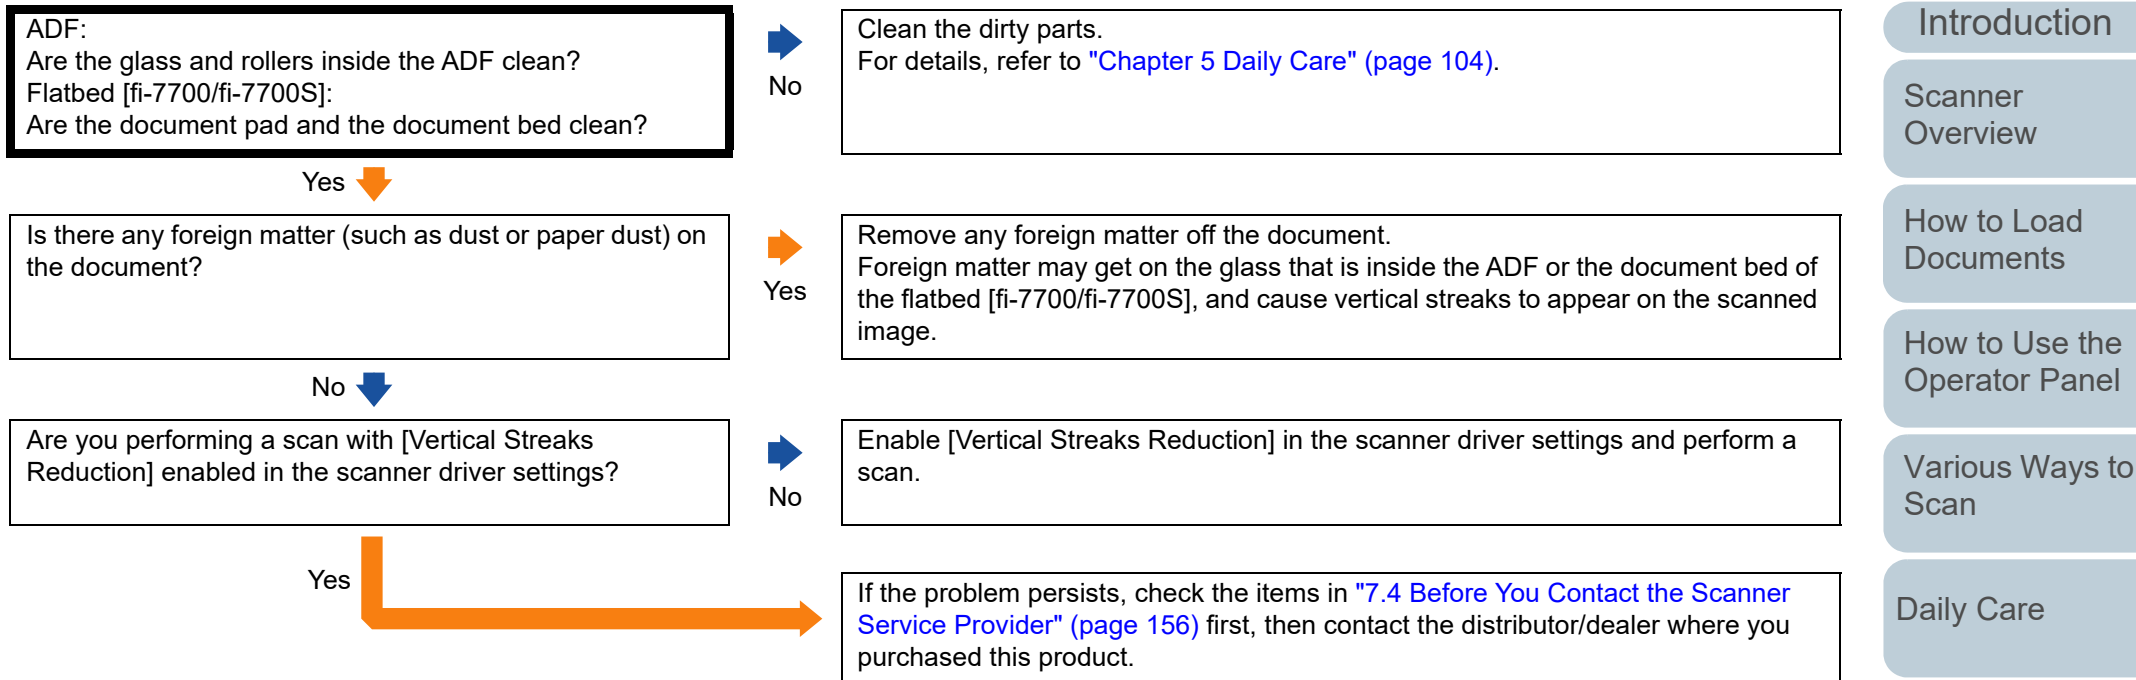 ADF:
Are the glass and rollers inside the ADF clean?
Flatbed [fi-7700/fi-7700S]:
Are the document pad and the document bed clean?
No
Clean the dirty parts.
For details, refer to "Chapter 5 Daily Care" (page 104).
Yes
Is there any foreign matter (such as dust or paper dust) on
the document?
Yes
Remove any foreign matter off the document.
Foreign matter may get on the glass that is inside the ADF or the document bed of
the flatbed [fi-7700/fi-7700S], and cause vertical streaks to appear on the scanned
image.
No
Are you performing a scan with [Vertical Streaks
Reduction] enabled in the scanner driver settings?
No
Enable [Vertical Streaks Reduction] in the scanner driver settings and perform a
scan.
Yes
If the problem persists, check the items in "7.4 Before You Contact the Scanner
Service Provider" (page 156) first, then contact the distributor/dealer where you
purchased this product.
Introduction
Scanner
Overview
How to Load
Documents
How to Use the
Operator Panel
Various Ways to
Scan
Daily Care